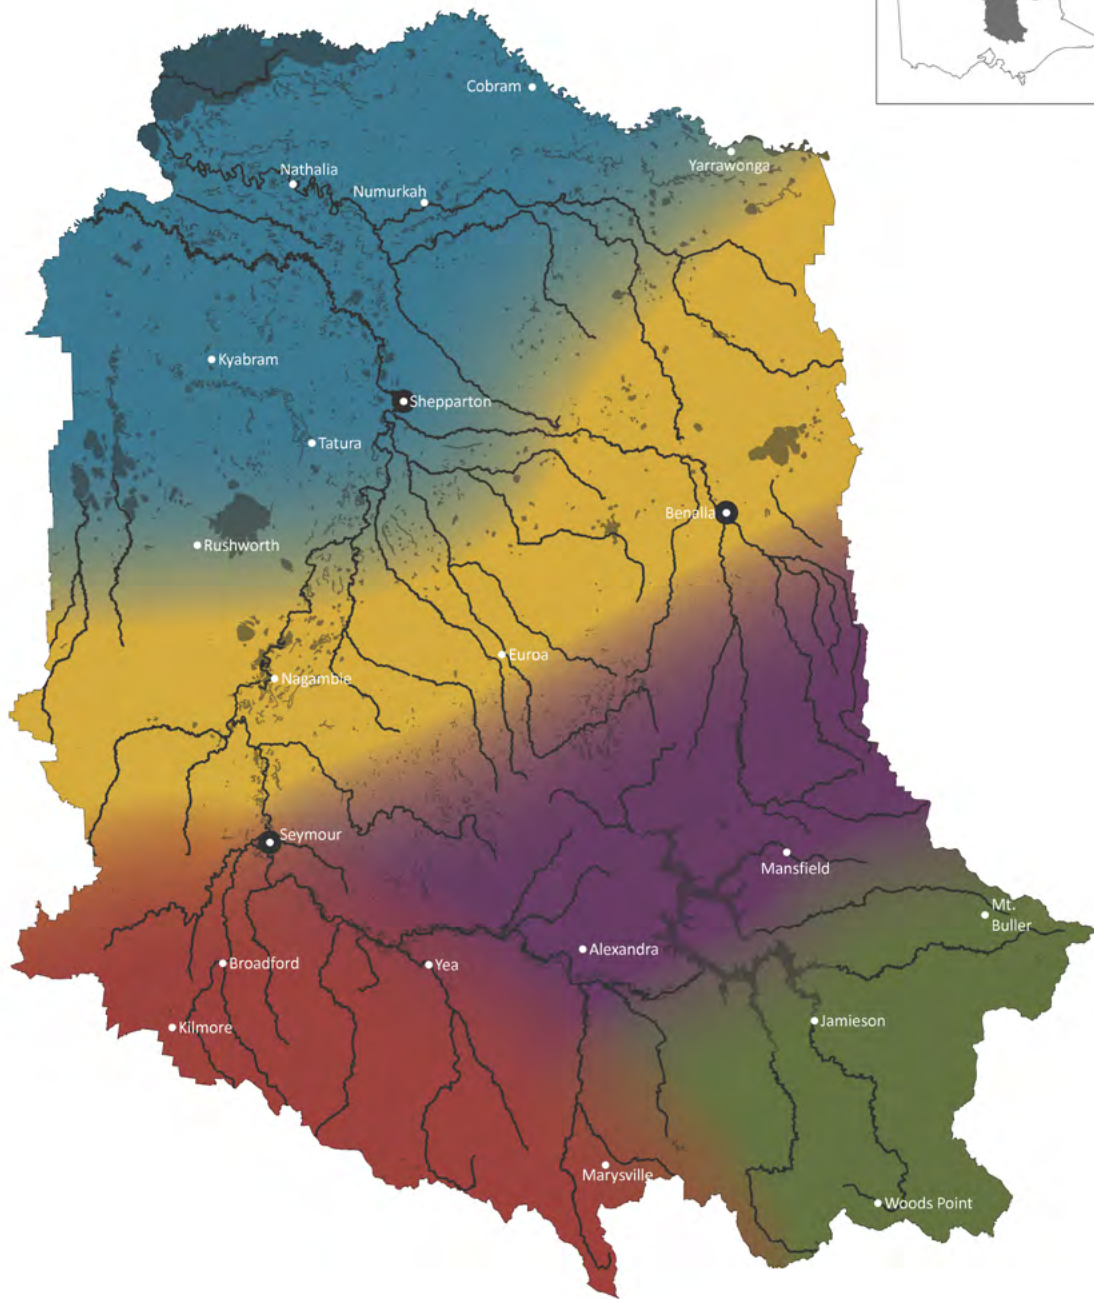 Cobram
Yarrawonga
Nathalia
Numurkah
Kyabram
Shepparton
Tatura
Benalla
Rushworth
Euroa
Nagambie
Seymour
Mansfield
Mt.
Buller
Alexandra
Broadford
Yea
Jamieson
Kilmore
Marysville
Woods Point